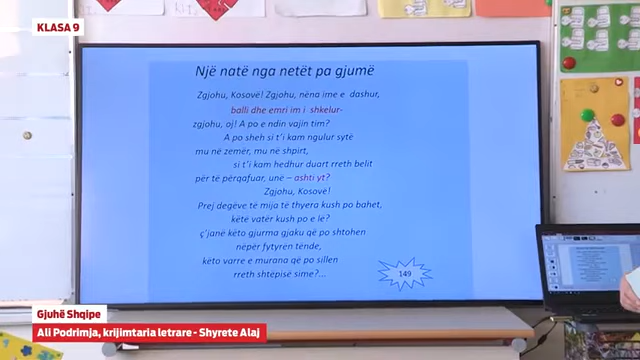 KLASA 9
Një natë nga netët pa gjumë
Zgjohu, Kosovë! Zgjohu, nëna ime e dashur,
balli dhe emri im i shkelur-
zgjohu, oj! A po e ndin vajin tim?
A po sheh si t'i kam ngulur sytë
mu në zemër, mu në shpirt,
si t'i kam hedhur duart rreth belit
për të përqafuar, unë – ashti yt?
Zgjohu, Kosovë!
Prej degëve të mija të thyera kush po bahet,
këtë vatër kush po e lë?
ç'janë këto gjurma gjaku që po shtohen
nëpër fytyrën tënde,
këto varre e murana që po sillen
rreth shtëpisë sime?...
149
Gjuhë Shqipe
Ali Podrimja, krijimtaria letrare - Shyrete Alaj